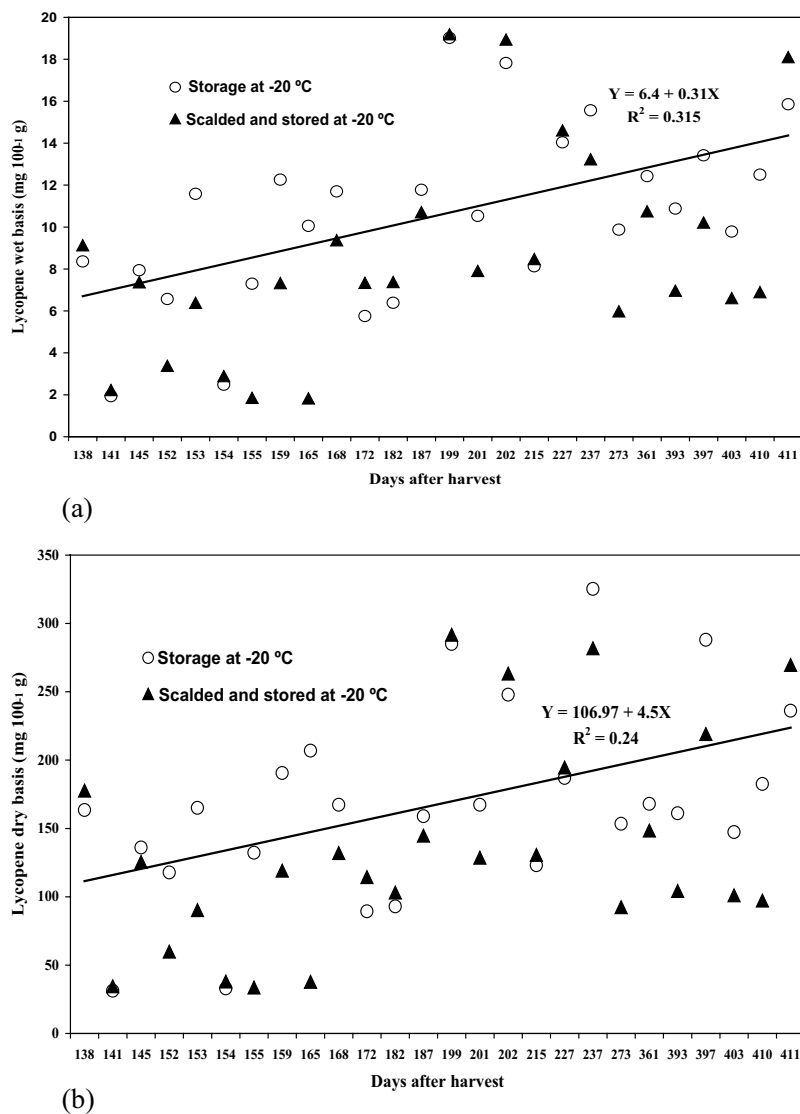 20
18
16
14
12
10
8
6
4
2
0
Lycopene wet basis (mg 100-1 g)
Storage at -20 ºC
Scalded and stored at -20 ºC
Y = 6.4 + 0.31X
R2 = 0.315
138 141 145 152 153 154 155 159 165 168 172 182 187 199 201 202 215 227 237 273 361 393 397 403 410 411
Days after harvest
(a)
350
300
250
200
150
100
50
0
Lycopene dry basis (mg 100-1 g)
Storage at -20 ºC
Scalded and stored at -20 ºC
Y = 106.97 + 4.5X
R2 = 0.24
138 141 145 152 153 154 155 159 165 168 172 182 187 199 201 202 215 227 237 273 361 393 397 403 410 411
Days after harvest
(b)